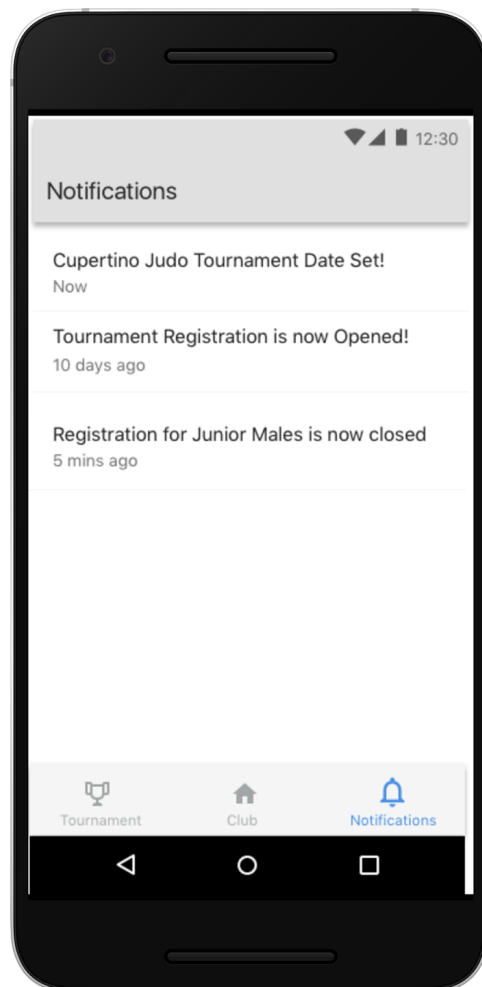 12:30
Notifications
Cupertino Judo Tournament Date Set!
Now
Tournament Registration is now Opened!
10 days ago
Registration for Junior Males is now closed
5 mins ago
Tournament Club Notifications